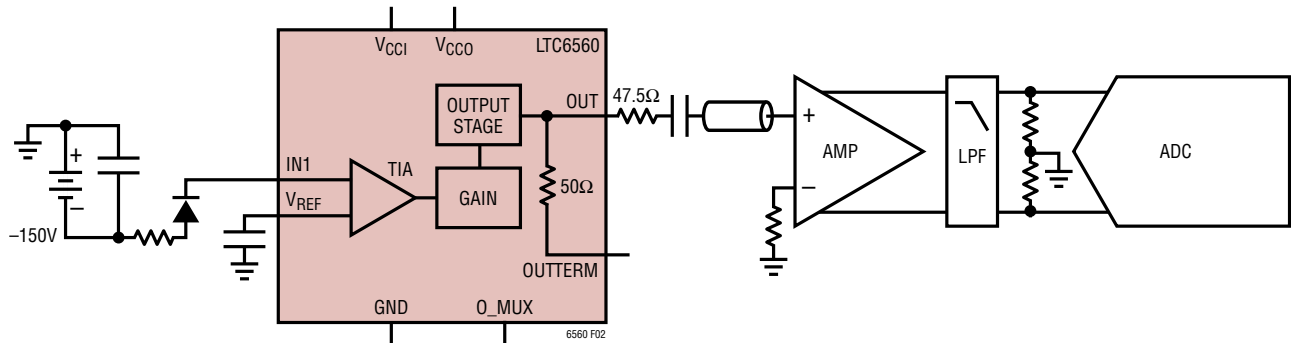 V_CCI
V_CCO
LTC6560
OUTPUT
STAGE
OUT
47.5Ω
+
IN1
TIA
V_REF
GAIN
50Ω
OUTTERM
GND
O_MUX
+
–
–150V
+
–
AMP
LPF
ADC
6560 F02